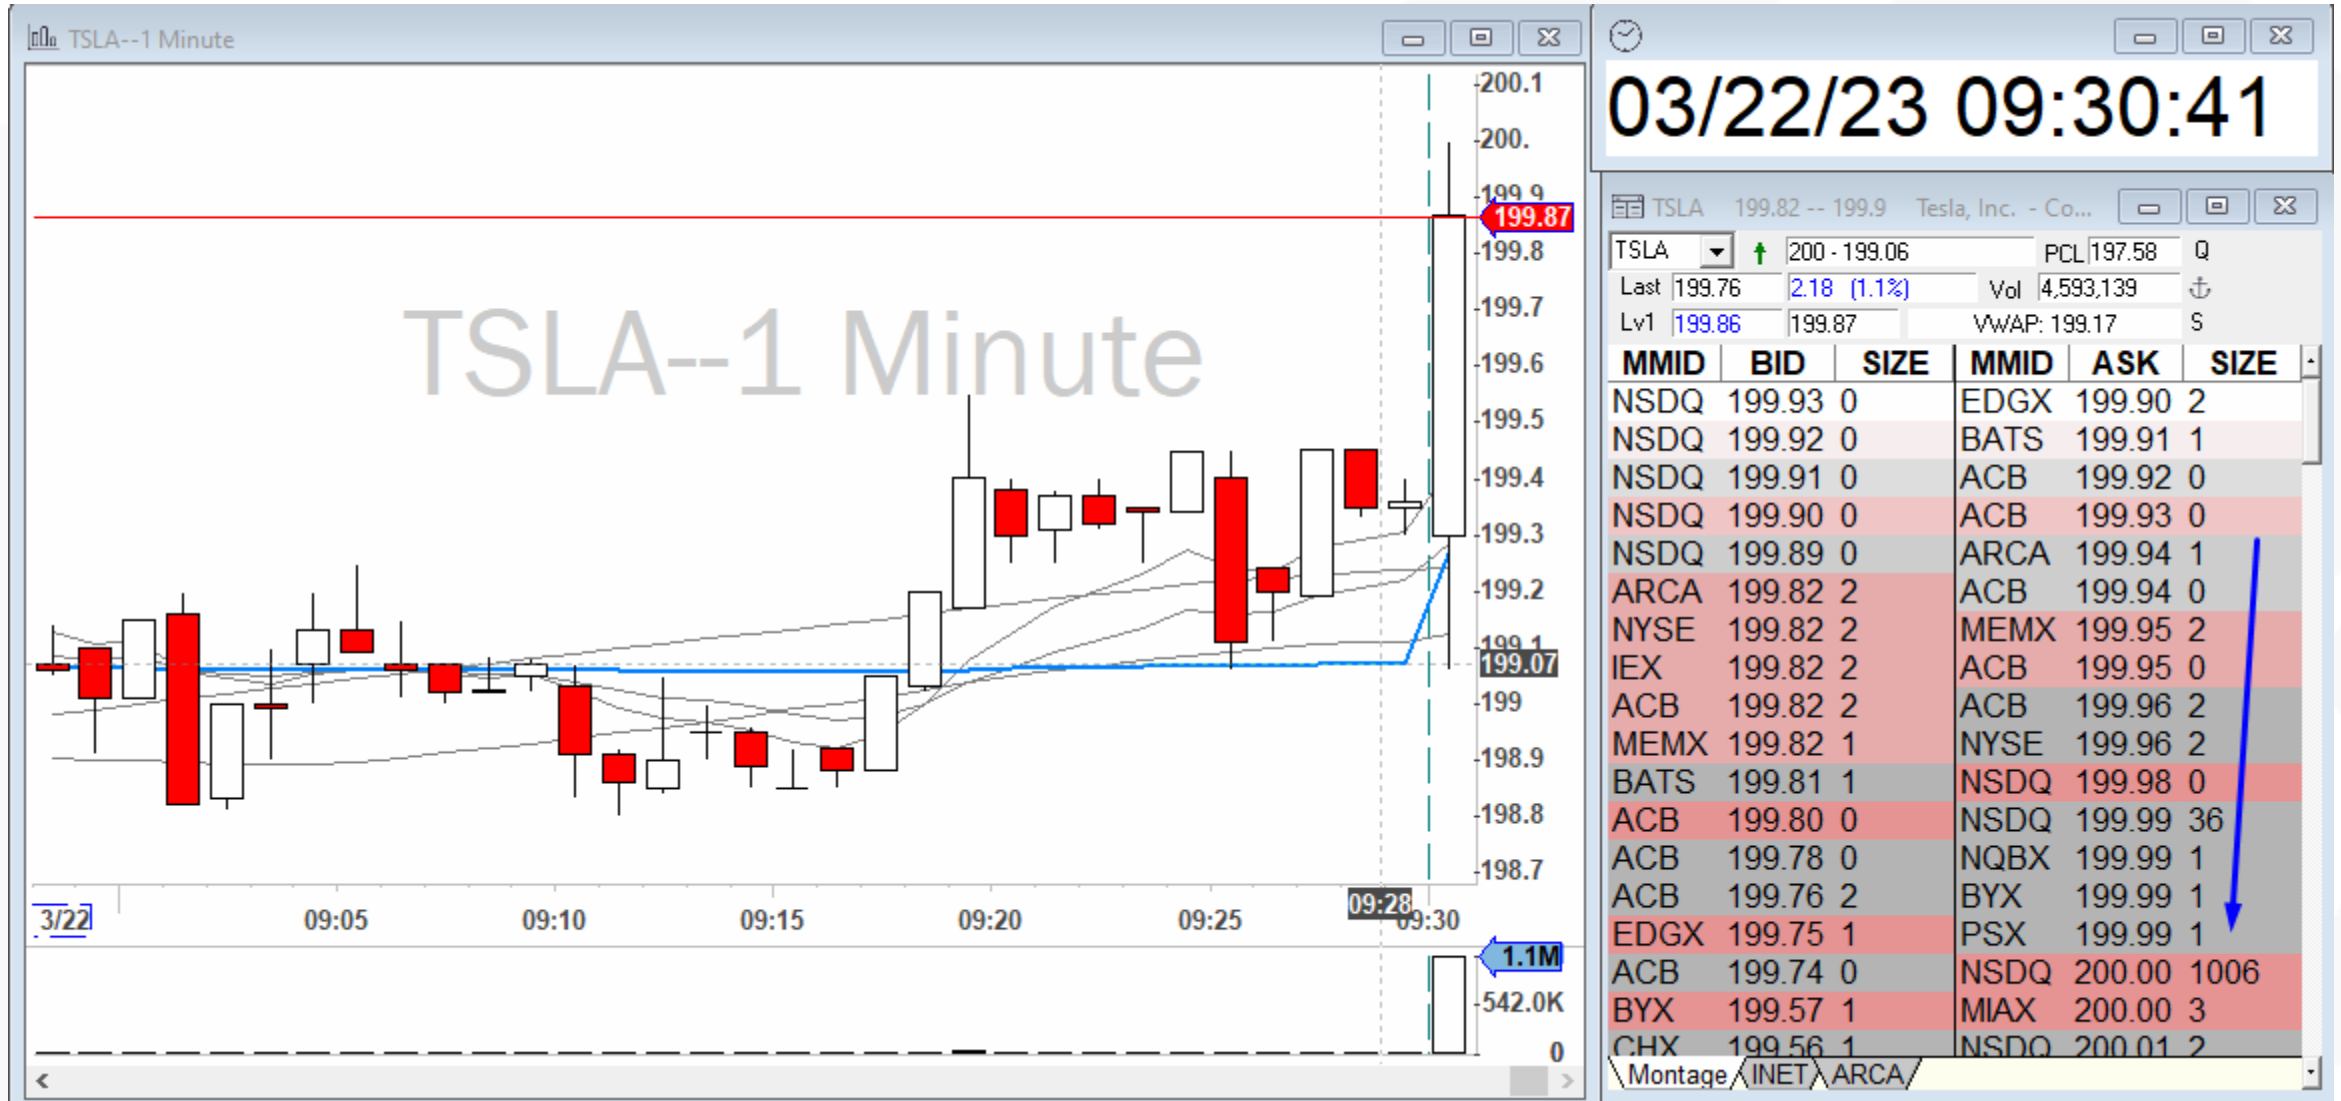 TSLA--1 Minute
200.1
200.
199.9
199.87
199.8
199.7
TSLA--1 Minute
199.6
199.5
199.4
199.3
199.2
199.1
199.07
199
198.9
198.8
198.7
3/22 09:05 09:10 09:15 09:20 09:25 09:28 09:30
1.1M
542.0K
0
03/22/23 09:30:41
TSLA 199.82 -- 199.9 Tesla, Inc. - Co...
TSLA 200 - 199.06 PCL 197.58 Q
Last 199.76 2.18 (1.1%) Vol 4,593,139
Lv1 199.86 199.87 VWAP: 199.17 S
MMID BID SIZE MMID ASK SIZE
NSDQ 199.93 0 EDGX 199.90 2
NSDQ 199.92 0 BATS 199.91 1
NSDQ 199.91 0 ACB 199.92 0
NSDQ 199.90 0 ACB 199.93 0
NSDQ 199.89 0 ARCA 199.94 1
ARCA 199.82 2 ACB 199.94 0
NYSE 199.82 2 MEMX 199.95 2
IEX 199.82 2 ACB 199.95 0
ACB 199.82 2 ACB 199.96 2
MEMX 199.82 1 NYSE 199.96 2
BATS 199.81 1 NSDQ 199.98 0
ACB 199.80 0 NSDQ 199.99 36
ACB 199.78 0 NQBX 199.99 1
ACB 199.76 2 BYX 199.99 1
EDGX 199.75 1 PSX 199.99 1
ACB 199.74 0 NSDQ 200.00 1006
BYX 199.57 1 MIAX 200.00 3
CHX 199.56 1 NSDQ 200.01 2
Montage INET ARCA